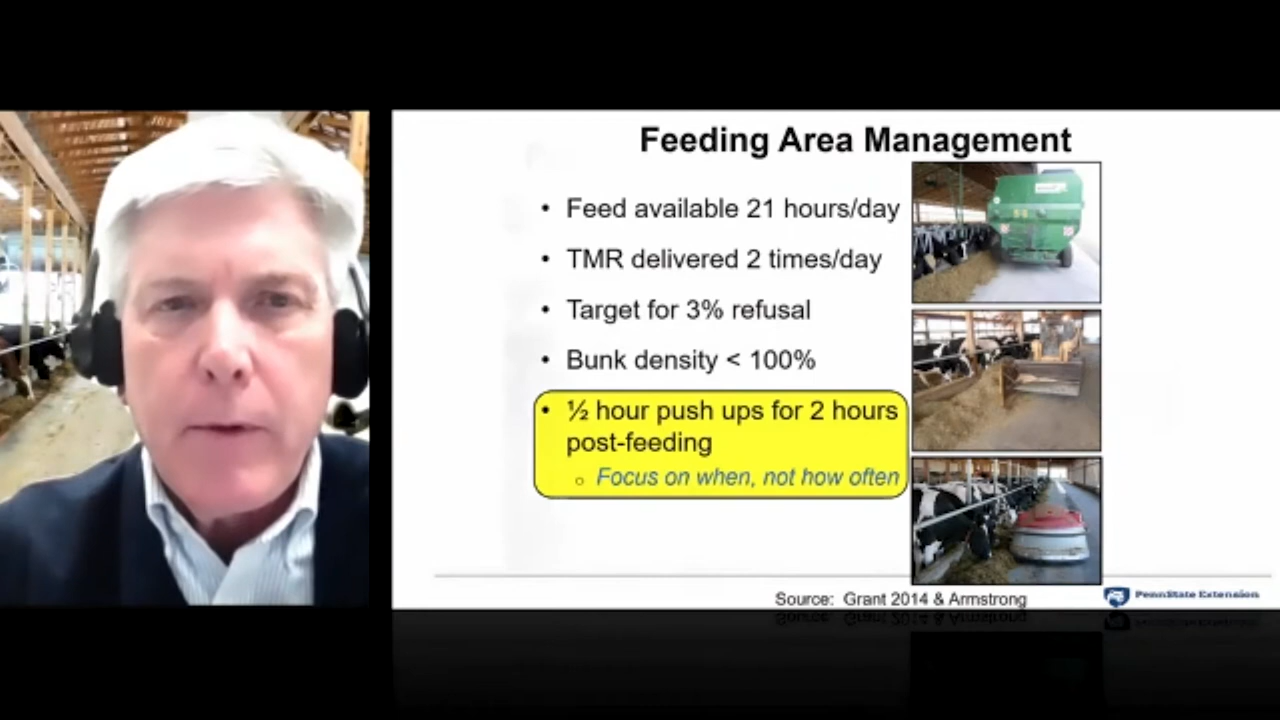 Feeding Area Management
• Feed available 21 hours/day
• TMR delivered 2 times/day
• Target for 3% refusal
• Bunk density < 100%
• ½ hour push ups for 2 hours
post-feeding
○ Focus on when, not how often
Source: Grant 2014 & Armstrong
PennState Extension